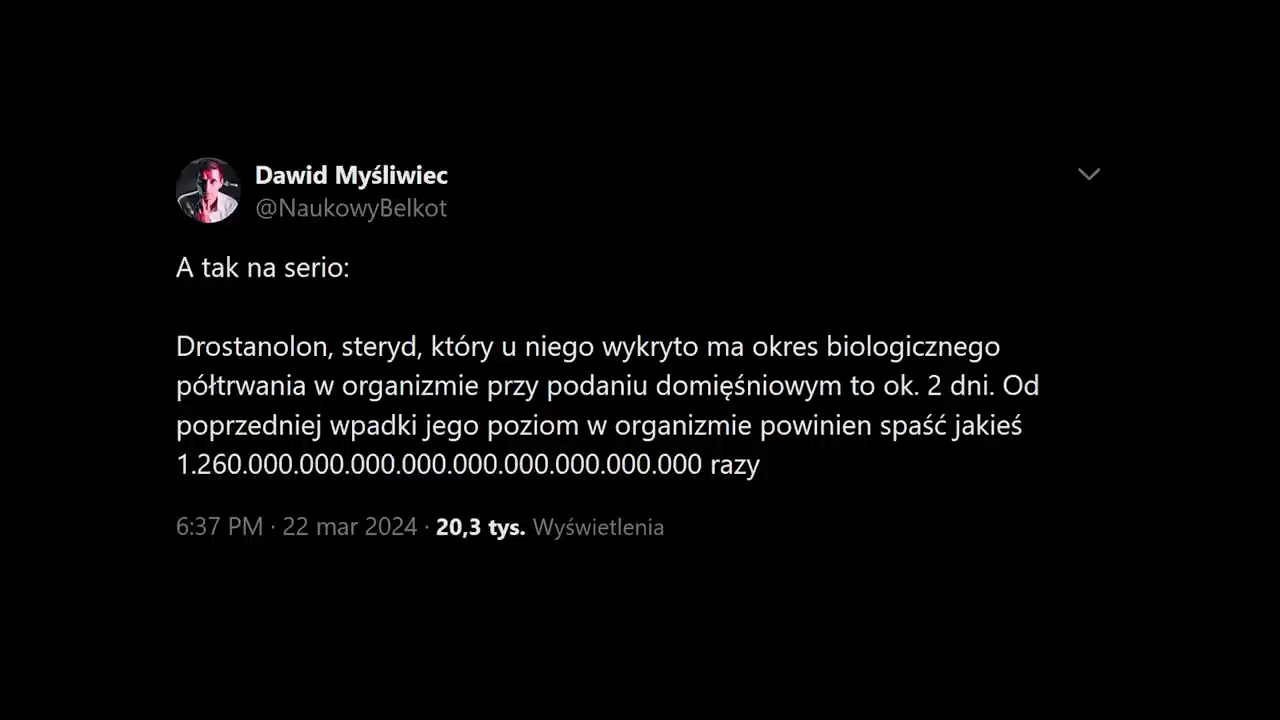 Dawid Myśliwiec
@NaukowyBelkot
A tak na serio:
Drostanolon, steryd, który u niego wykryto ma okres biologicznego
półtrwania w organizmie przy podaniu domięśniowym to ok. 2 dni. Od
poprzedniej wpadki jego poziom w organizmie powinien spaść jakieś
1.260.000.000.000.000.000.000.000.000.000 razy
6:37 PM · 22 mar 2024 · 20,3 tys. Wyświetlenia